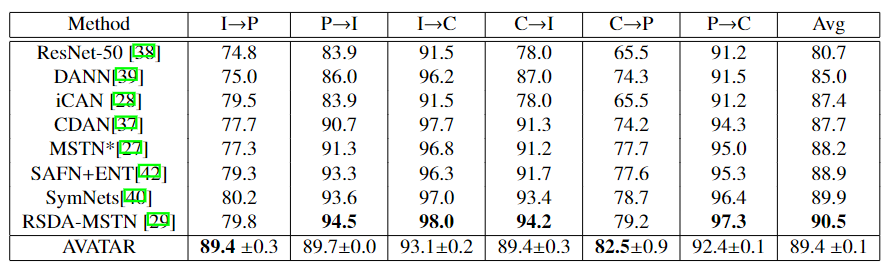 Method I→P P→I I→C C→I C→P P→C Avg
ResNet-50 [38] 74.8 83.9 91.5 78.0 65.5 91.2 80.7
DANN[39] 75.0 86.0 96.2 87.0 74.3 91.5 85.0
iCAN [28] 79.5 83.9 91.5 78.0 65.5 91.2 87.4
CDAN[37] 77.7 90.7 97.7 91.3 74.2 94.3 87.7
MSTN*[27] 77.3 91.3 96.8 91.2 77.7 95.0 88.2
SAFN+ENT[42] 79.3 93.3 96.3 91.7 77.6 95.3 88.9
SymNets[40] 80.2 93.6 97.0 93.4 78.7 96.4 89.9
RSDA-MSTN [29] 79.8 94.5 98.0 94.2 79.2 97.3 90.5
AVATAR 89.4 ±0.3 89.7±0.0 93.1±0.2 89.4±0.3 82.5±0.9 92.4±0.1 89.4 ±0.1